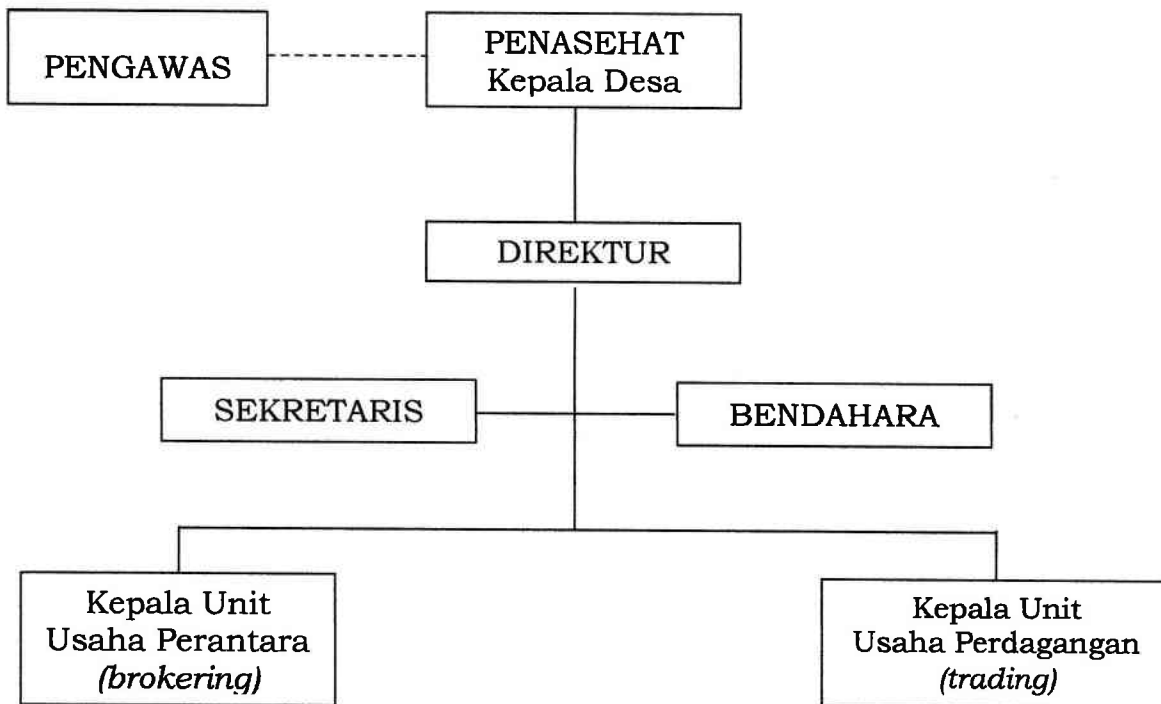 PENGAWAS
PENASEHAT
Kepala Desa
DIREKTUR
SEKRETARIS
BENDAHARA
Kepala Unit
Usaha Perantara
(brokering)
Kepala Unit
Usaha Perdagangan
(trading)